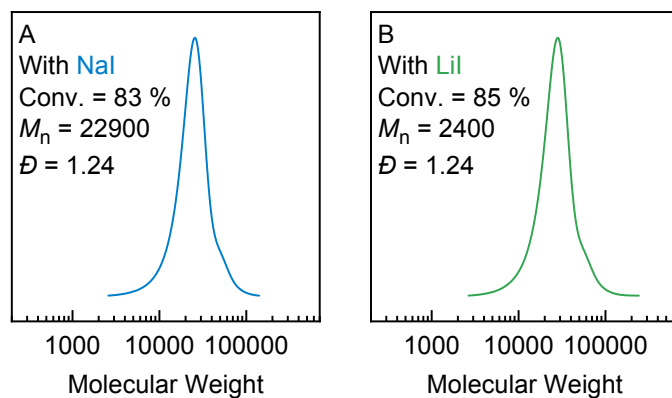 A
With NaI
Conv. = 83 %
Mn = 22900
Đ = 1.24
1000 10000 100000
Molecular Weight
B
With LiI
Conv. = 85 %
Mn = 2400
Đ = 1.24
1000 10000 100000
Molecular Weight